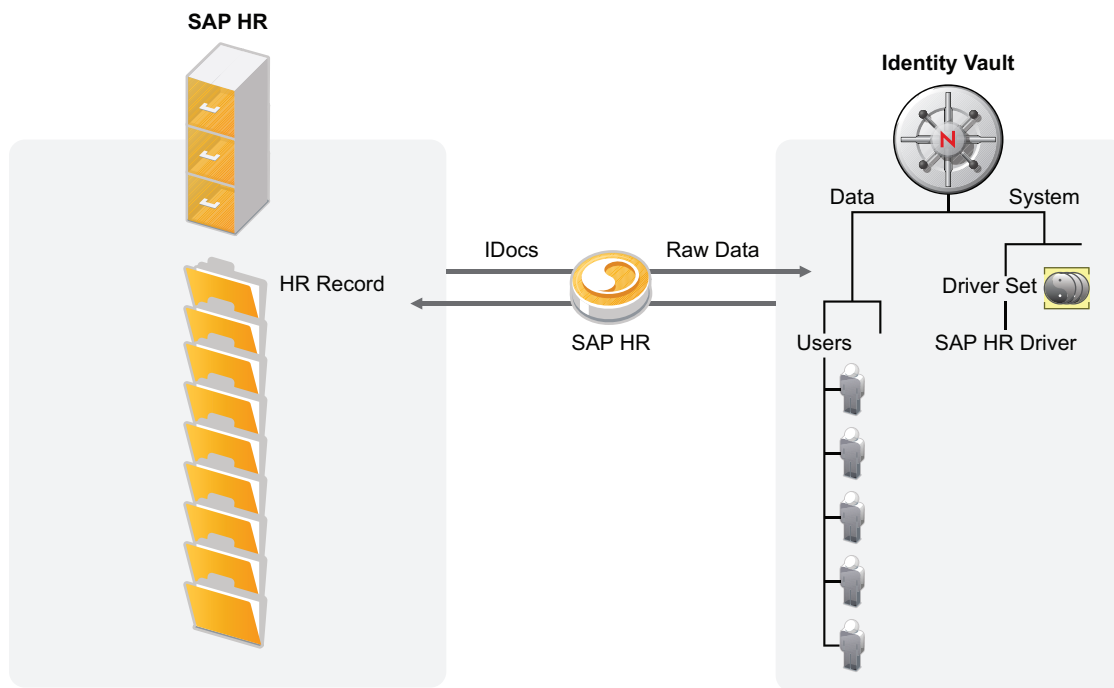 SAP HR
Identity Vault
N
Data
System
IDocs
Raw Data
HR Record
Driver Set
SAP HR
Users
SAP HR Driver